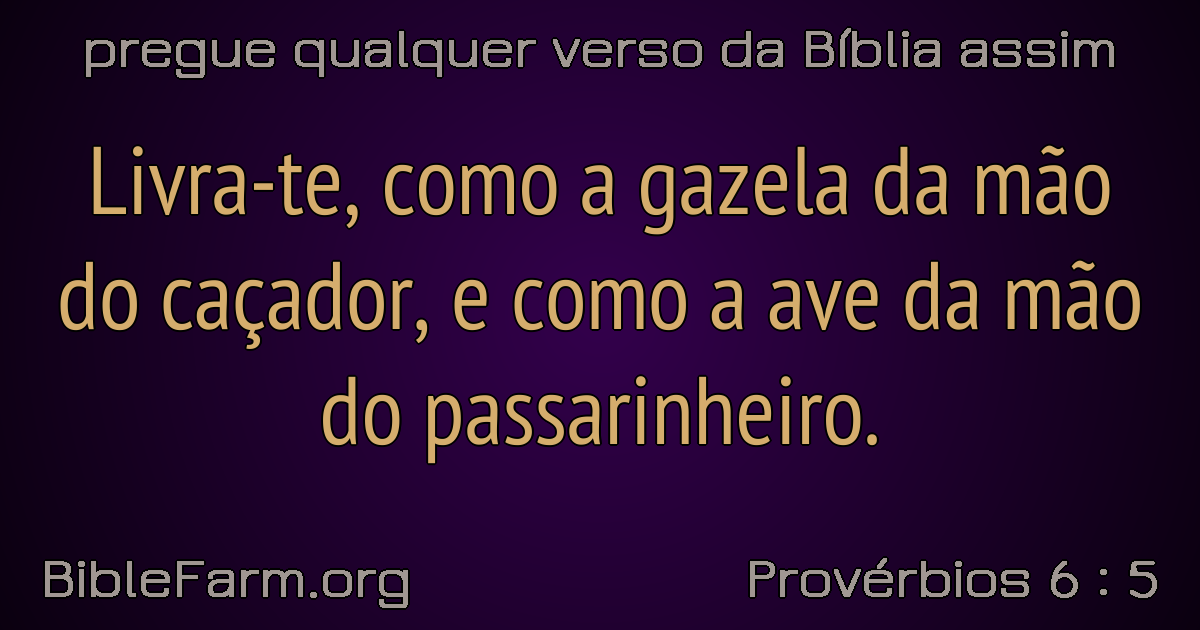 pregue qualquer verso da Bíblia assim
Livra-te, como a gazela da mão
do caçador, e como a ave da mão
do passarinheiro.
BibleFarm.org
Provérbios 6 : 5